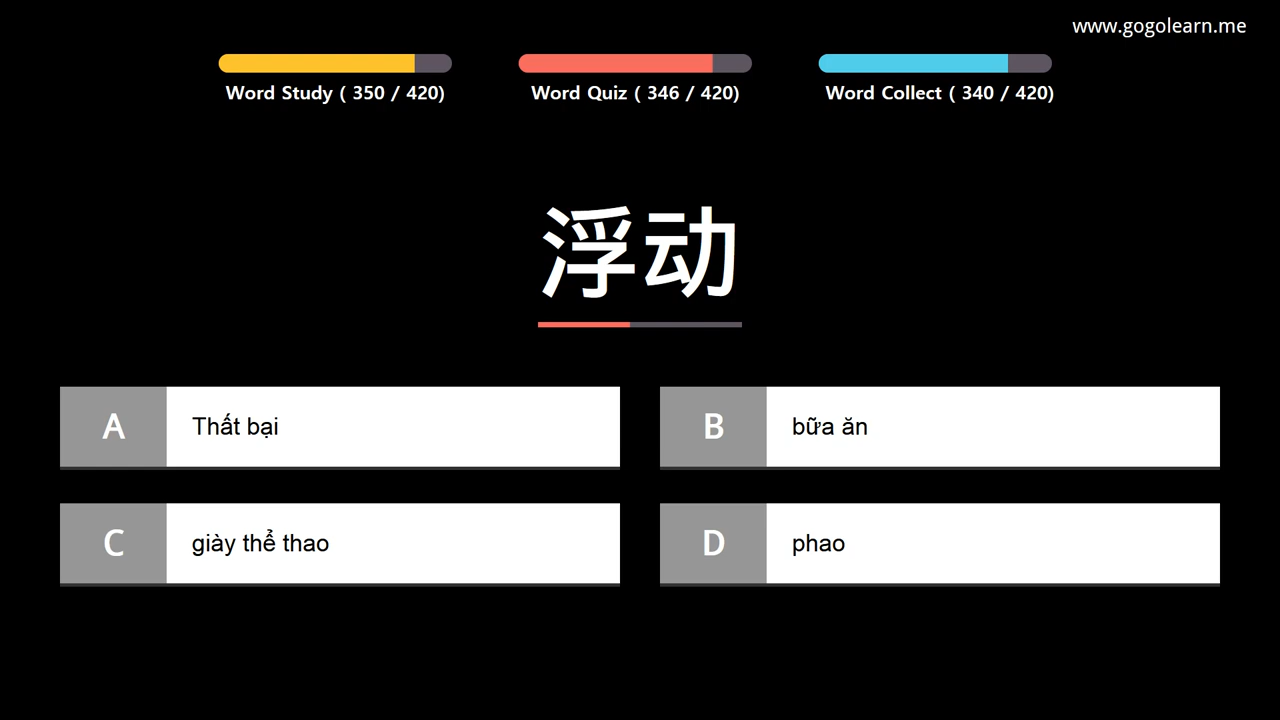 www.gogolearn.me
Word Study ( 350 / 420)
Word Quiz ( 346 / 420)
Word Collect ( 340 / 420)
浮动
A
Thất bại
B
bữa ăn
C
giày thể thao
D
phao